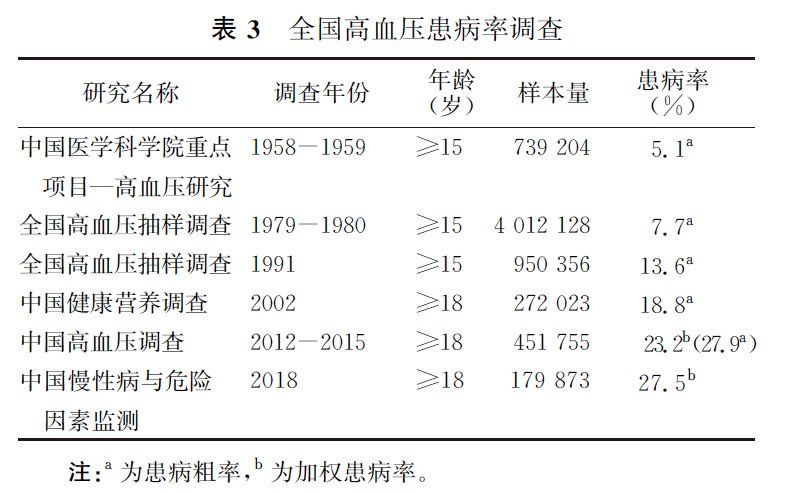 表 3 全国高血压患病率调查
研究名称 调查年份 年龄（岁） 样本量 患病率（％）
中国医学科学院重点 1958－1959 ≥15 739 204 5.1ᵃ
项目—高血压研究
全国高血压抽样调查 1979－1980 ≥15 4 012 128 7.7ᵃ
全国高血压抽样调查 1991 ≥15 950 356 13.6ᵃ
中国健康营养调查 2002 ≥18 272 023 18.8ᵃ
中国高血压调查 2012－2015 ≥18 451 755 23.2ᵇ(27.9ᵃ)
中国慢性病与危险 2018 ≥18 179 873 27.5ᵇ
因素监测
注：ᵃ 为患病粗率，ᵇ 为加权患病率。